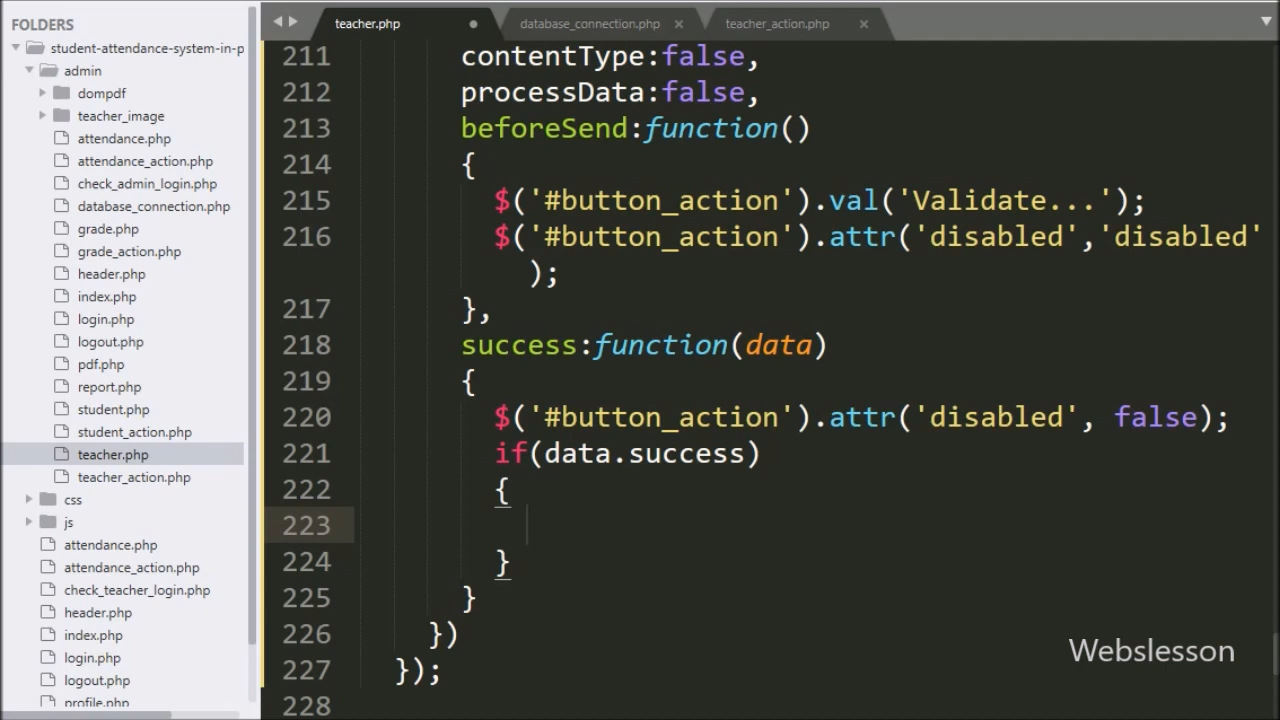 FOLDERS
student-attendance-system-in-p
admin
dompdf
teacher_image
attendance.php
attendance_action.php
check_admin_login.php
database_connection.php
grade.php
grade_action.php
header.php
index.php
login.php
logout.php
pdf.php
report.php
student.php
student_action.php
teacher.php
teacher_action.php
css
js
attendance.php
attendance_action.php
check_teacher_login.php
header.php
index.php
login.php
logout.php
profile.php
teacher.php
database_connection.php
teacher_action.php
211 contentType:false,
212 processData:false,
213 beforeSend:function()
214 {
215 $('#button_action').val('Validate...');
216 $('#button_action').attr('disabled','disabled'
);
217 },
218 success:function(data)
219 {
220 $('#button_action').attr('disabled', false);
221 if(data.success)
222 {
223
224 }
225 }
226 })
227 });
228
Webslesson